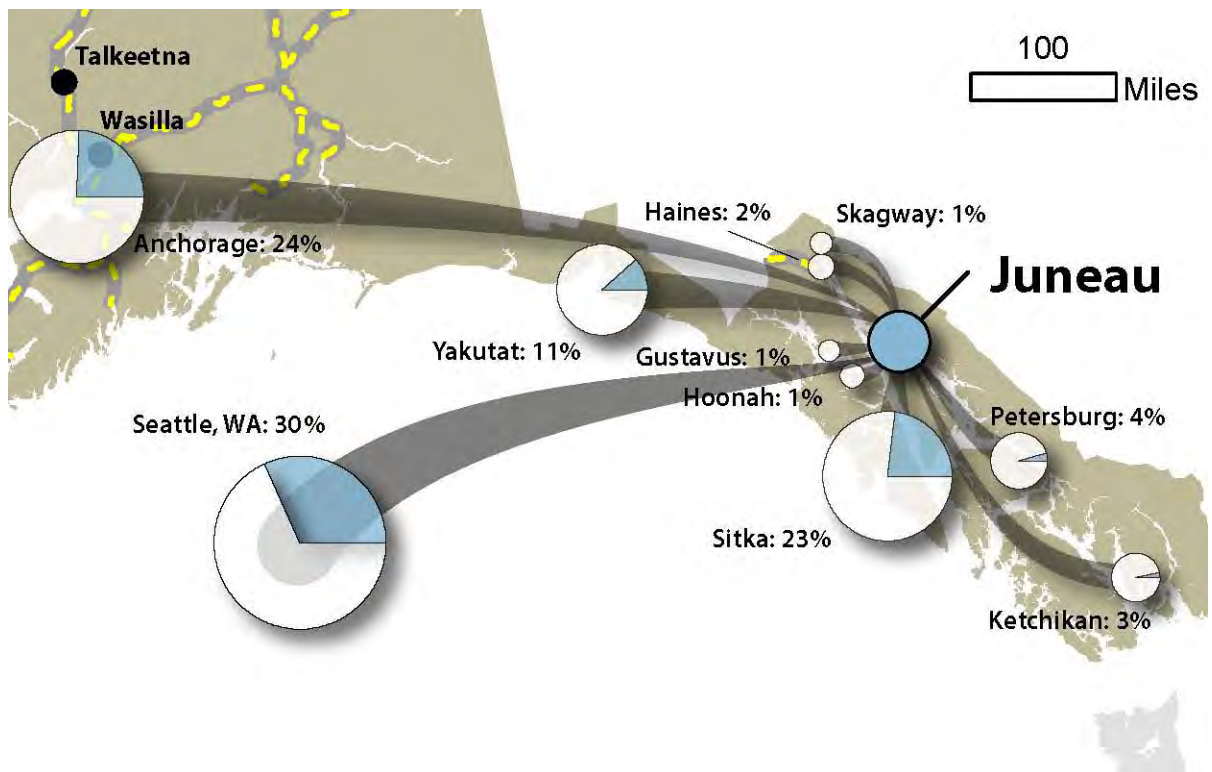 Talkeetna
100
Miles
Wasilla
Haines: 2%
Skagway: 1%
Anchorage: 24%
Juneau
Yakutat: 11%
Gustavus: 1%
Hoonah: 1%
Seattle, WA: 30%
Petersburg: 4%
Sitka: 23%
Ketchikan: 3%